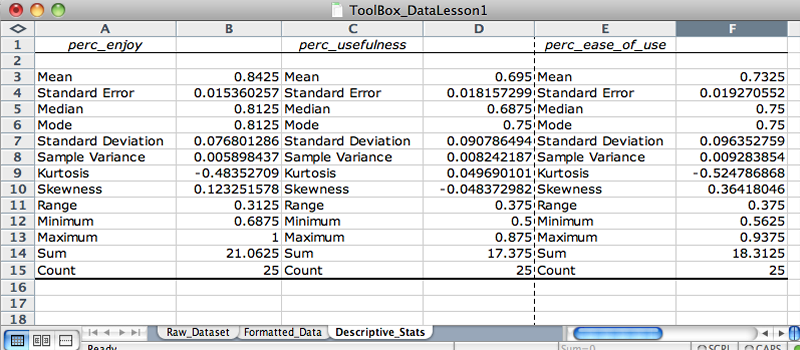 ToolBox_DataLesson1
A B C D E F
1 perc_enjoy perc_usefulness perc_ease_of_use
2
3 Mean 0.8425 Mean 0.695 Mean 0.7325
4 Standard Error 0.015360257 Standard Error 0.018157299 Standard Error 0.019270552
5 Median 0.8125 Median 0.6875 Median 0.75
6 Mode 0.8125 Mode 0.75 Mode 0.75
7 Standard Deviation 0.076801286 Standard Deviation 0.090786494 Standard Deviation 0.096352759
8 Sample Variance 0.005898437 Sample Variance 0.008242187 Sample Variance 0.009283854
9 Kurtosis -0.48352709 Kurtosis 0.049690101 Kurtosis -0.524786868
10 Skewness 0.123251578 Skewness -0.048372982 Skewness 0.36418046
11 Range 0.3125 Range 0.375 Range 0.375
12 Minimum 0.6875 Minimum 0.5 Minimum 0.5625
13 Maximum 1 Maximum 0.875 Maximum 0.9375
14 Sum 21.0625 Sum 17.375 Sum 18.3125
15 Count 25 Count 25 Count 25
16
17
18
Raw_Dataset Formatted_Data Descriptive_Stats
Ready Sum=0 SCRL CAPS